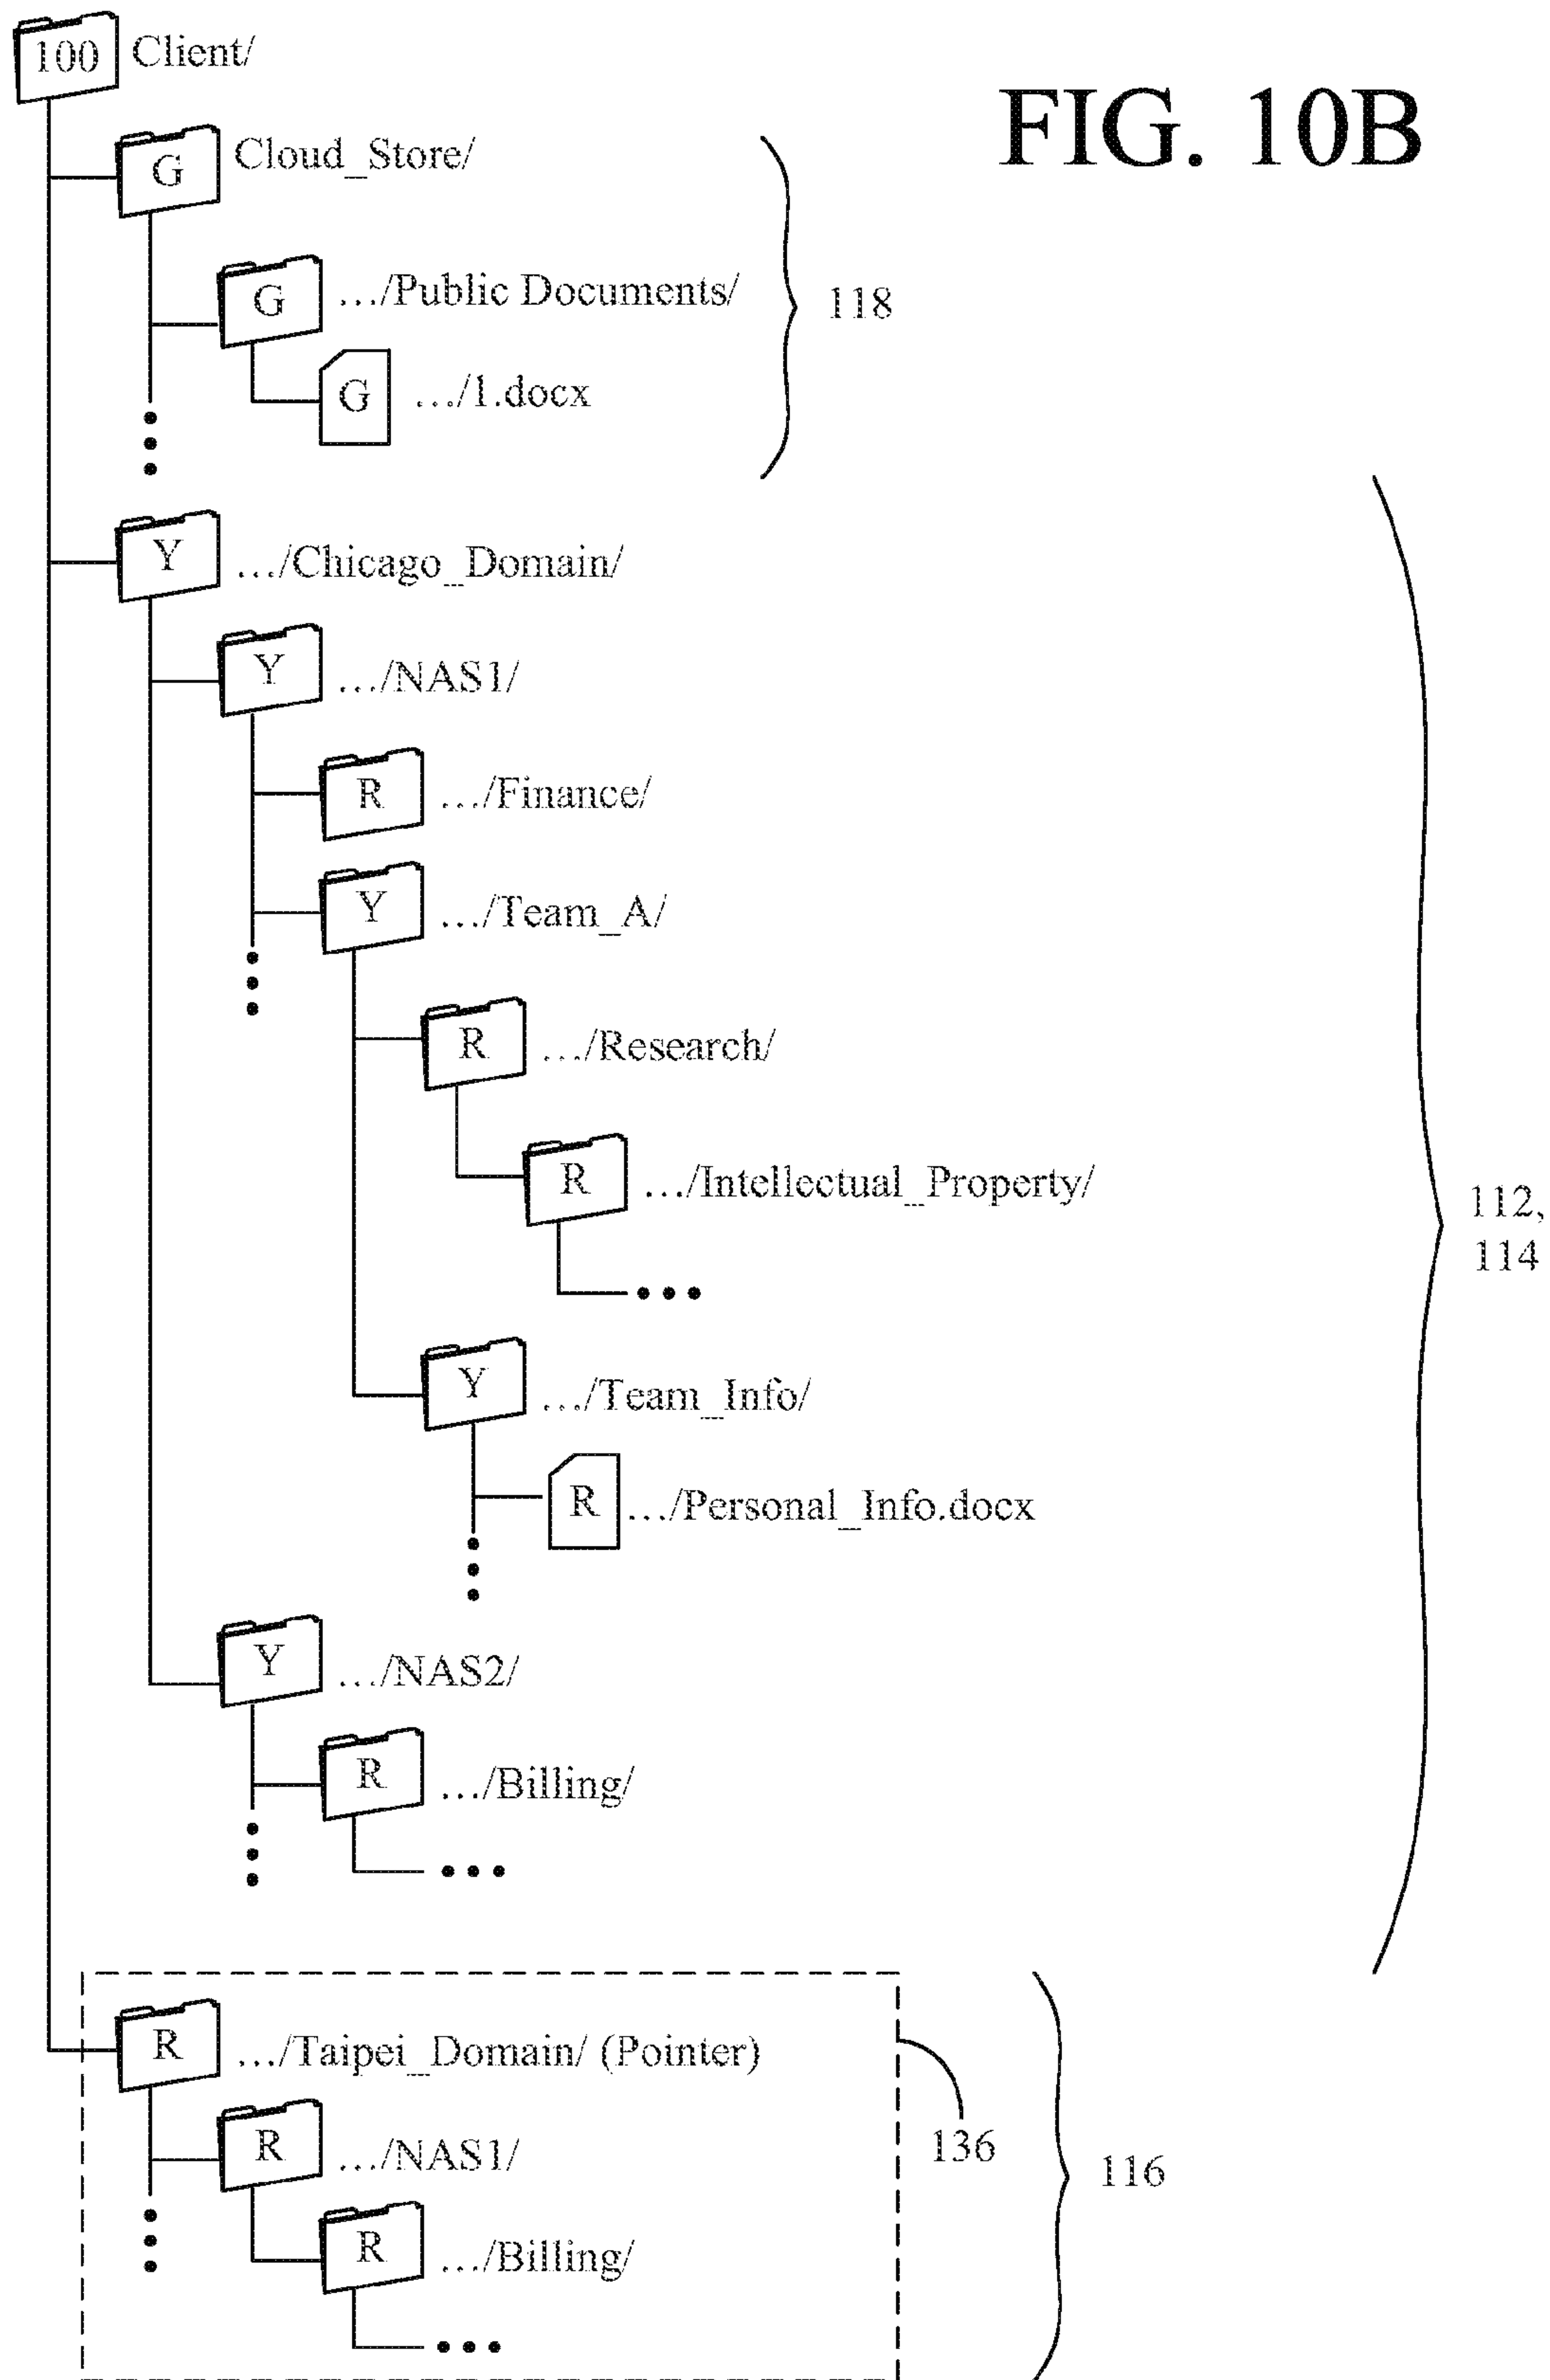 100 Client/
FIG. 10B
G Cloud_Store/
G …/Public Documents/
118
G …/1.docx
Y …/Chicago_Domain/
Y …/NAS1/
R …/Finance/
Y …/Team_A/
R …/Research/
R …/Intellectual_Property/
112,
114
Y …/Team_Info/
R …/Personal_Info.docx
Y …/NAS2/
R …/Billing/
R …/Taipei_Domain/ (Pointer)
136
116
R …/NAS1/
R …/Billing/